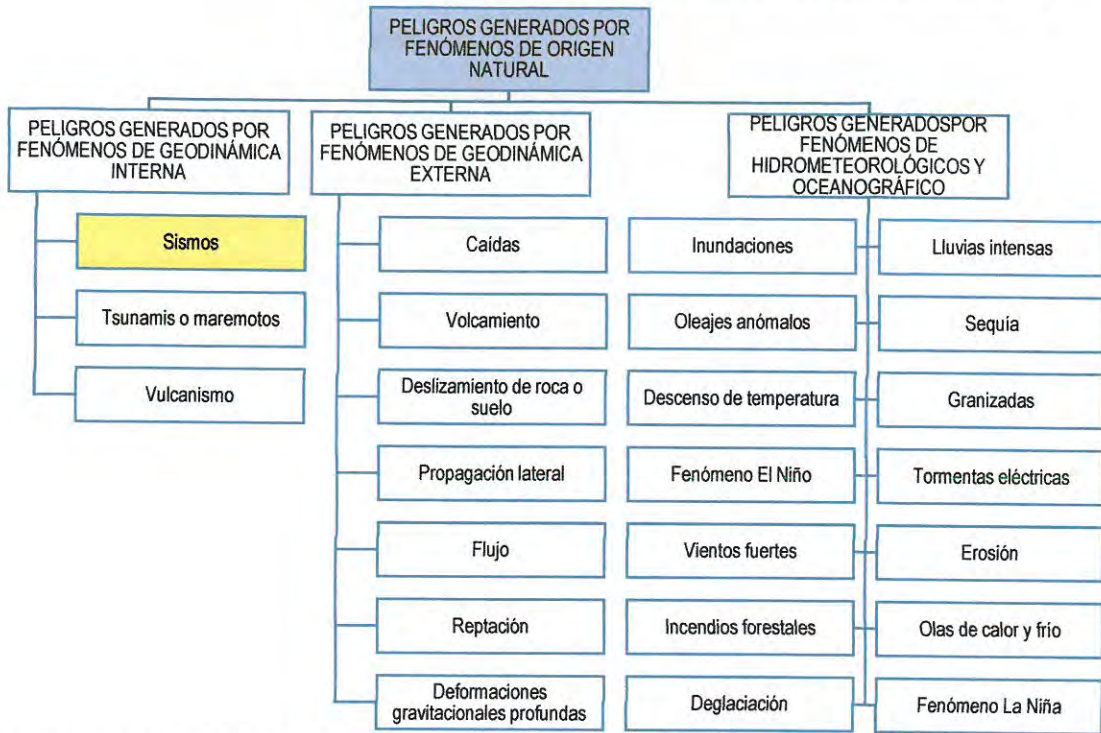 PELIGROS GENERADOS POR
FENÓMENOS DE ORIGEN
NATURAL
PELIGROS GENERADOS POR
FENÓMENOS DE GEODINÁMICA
INTERNA
Sismos
Tsunamis o maremotos
Vulcanismo
PELIGROS GENERADOS POR
FENÓMENOS DE GEODINÁMICA
EXTERNA
Caídas
Volcamiento
Deslizamiento de roca o
suelo
Propagación lateral
Flujo
Reptación
Deformaciones
gravitacionales profundas
PELIGROS GENERADOSPOR
FENÓMENOS DE
HIDROMETEOROLÓGICOS Y
OCEANOGRÁFICO
Inundaciones
Lluvias intensas
Oleajes anómalos
Sequía
Descenso de temperatura
Granizadas
Fenómeno El Niño
Tormentas eléctricas
Vientos fuertes
Erosión
Incendios forestales
Olas de calor y frío
Deglaciación
Fenómeno La Niña